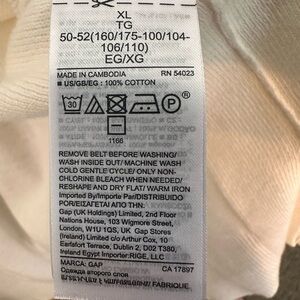 XL
TG
50-52(160/175-100/104-
106/110)
EG/XG
MADE IN CAMBODIA RN 54023
■ US/GB/EG : 100% COTTON
30
P
1166
REMOVE BELT BEFORE WASHING/
WASH INSIDE OUT/ MACHINE WASH
COLD GENTLE CYCLE/ ONLY NON-
CHLORINE BLEACH WHEN NEEDED/
RESHAPE AND DRY FLAT/ WARM IRON
Imported By/Importe Par/DISTRIBUIDO
POR/ΕΙΣΑΓΕΤΑΙ ΑΠΟ ΤΗΝ
Gap (UK Holdings) Limited, 2nd Floor
Nations House, 103 Wigmore Street,
London, W1U 1QS, UK Gap Stores
(Ireland) Limited c/o Arthur Cox, 10
Earlsfort Terrace, Dublin 2, D02 T380,
Ireland Egypt Importer:RIGE, LLC
MARCA: GAP CA 17897
Одежда второго слоя
FABRIQUE